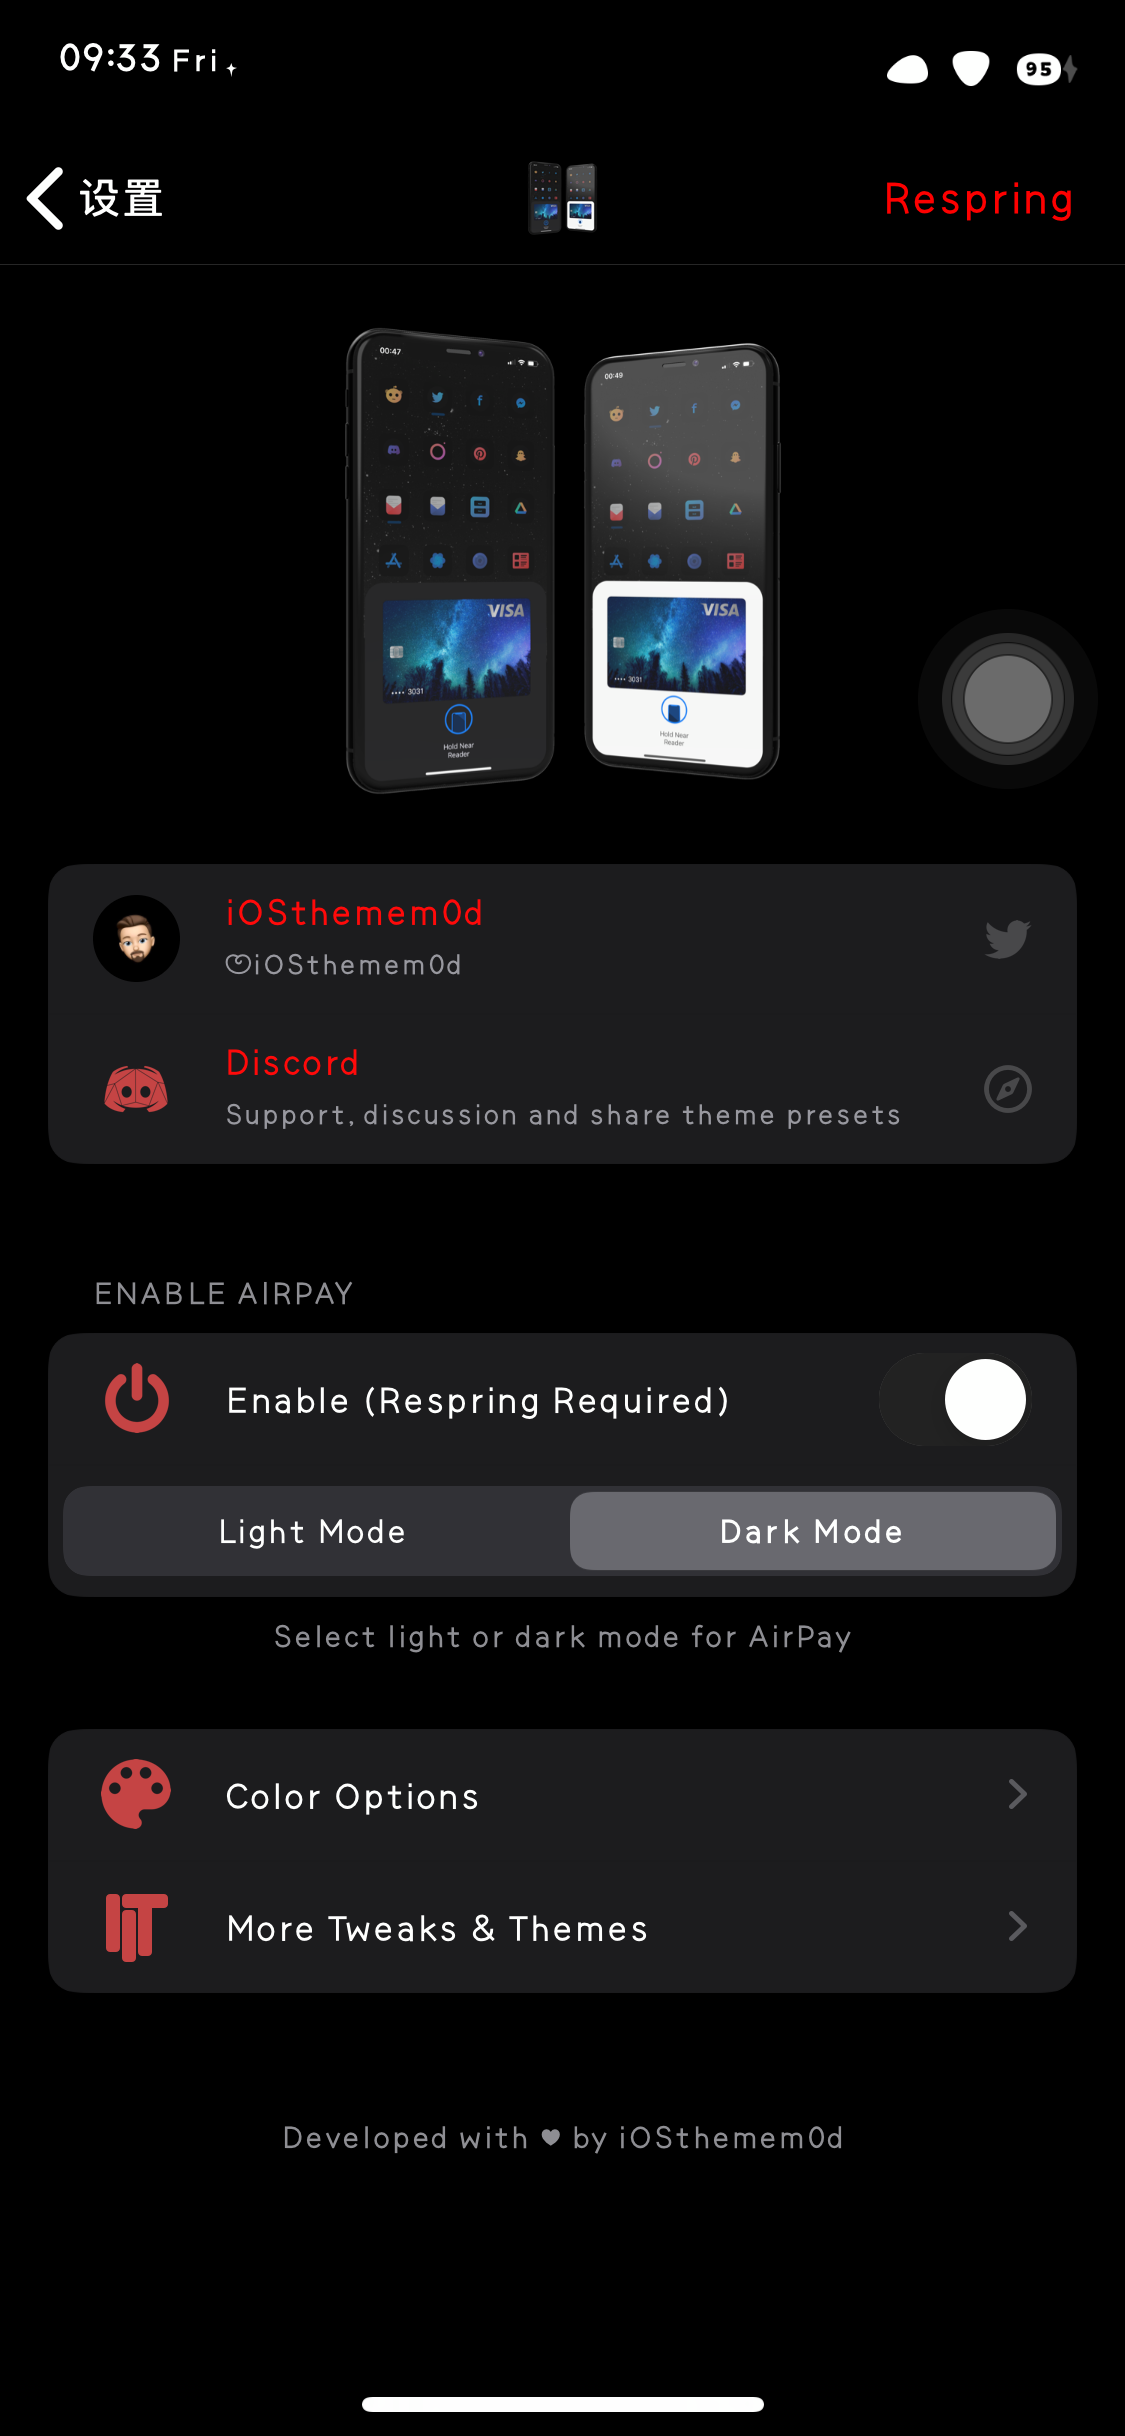 09:33 Fri
95
设置
Respring
00:47
00:49
VISA
VISA
•••• 3031
•••• 3031
Hold Near
Reader
Hold Near
Reader
iOSthemem0d
@iOSthemem0d
Discord
Support, discussion and share theme presets
ENABLE AIRPAY
Enable (Respring Required)
Light Mode
Dark Mode
Select light or dark mode for AirPay
Color Options
More Tweaks & Themes
Developed with ♥ by iOSthemem0d